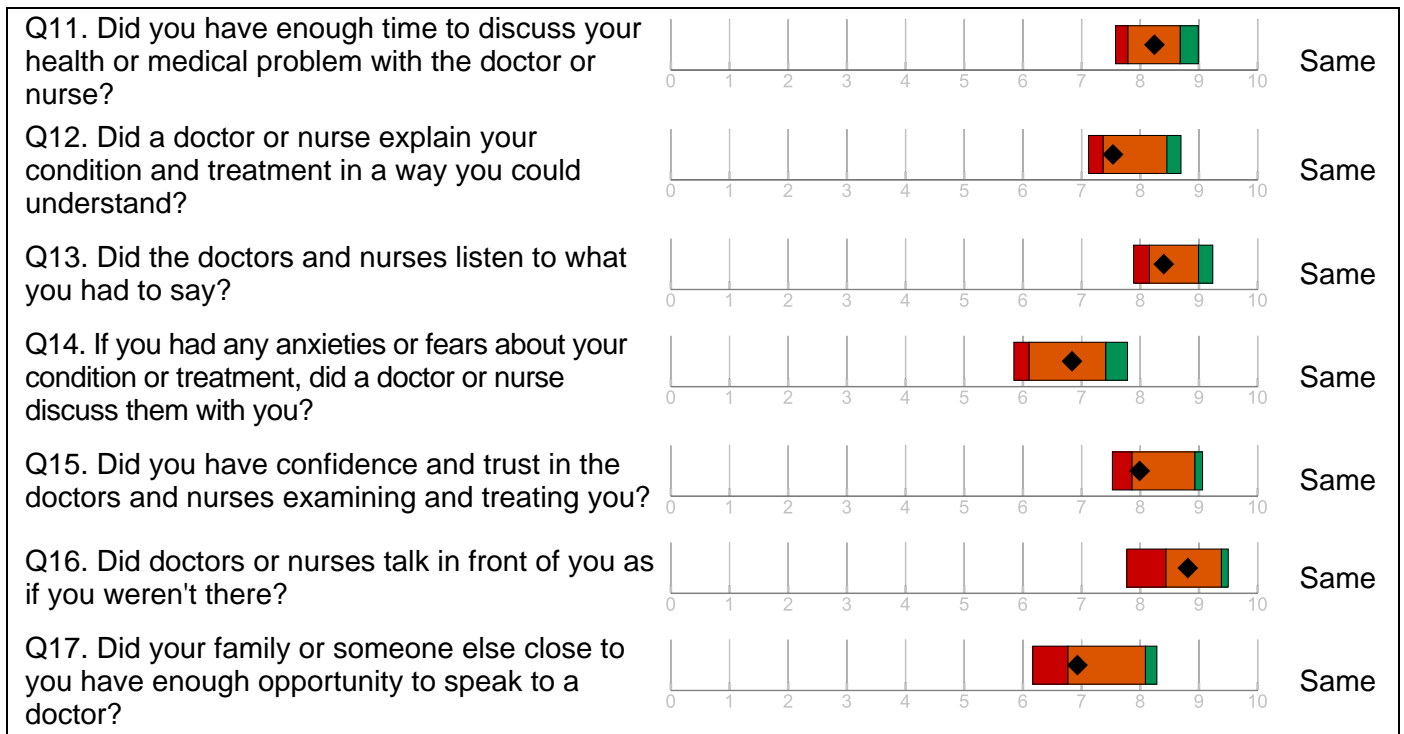 Q11. Did you have enough time to discuss your
health or medical problem with the doctor or
nurse?
0 1 2 3 4 5 6 7 8 9 10
Same
Q12. Did a doctor or nurse explain your
condition and treatment in a way you could
understand?
0 1 2 3 4 5 6 7 8 9 10
Same
Q13. Did the doctors and nurses listen to what
you had to say?
0 1 2 3 4 5 6 7 8 9 10
Same
Q14. If you had any anxieties or fears about your
condition or treatment, did a doctor or nurse
discuss them with you?
0 1 2 3 4 5 6 7 8 9 10
Same
Q15. Did you have confidence and trust in the
doctors and nurses examining and treating you?
0 1 2 3 4 5 6 7 8 9 10
Same
Q16. Did doctors or nurses talk in front of you as
if you weren't there?
0 1 2 3 4 5 6 7 8 9 10
Same
Q17. Did your family or someone else close to
you have enough opportunity to speak to a
doctor?
0 1 2 3 4 5 6 7 8 9 10
Same